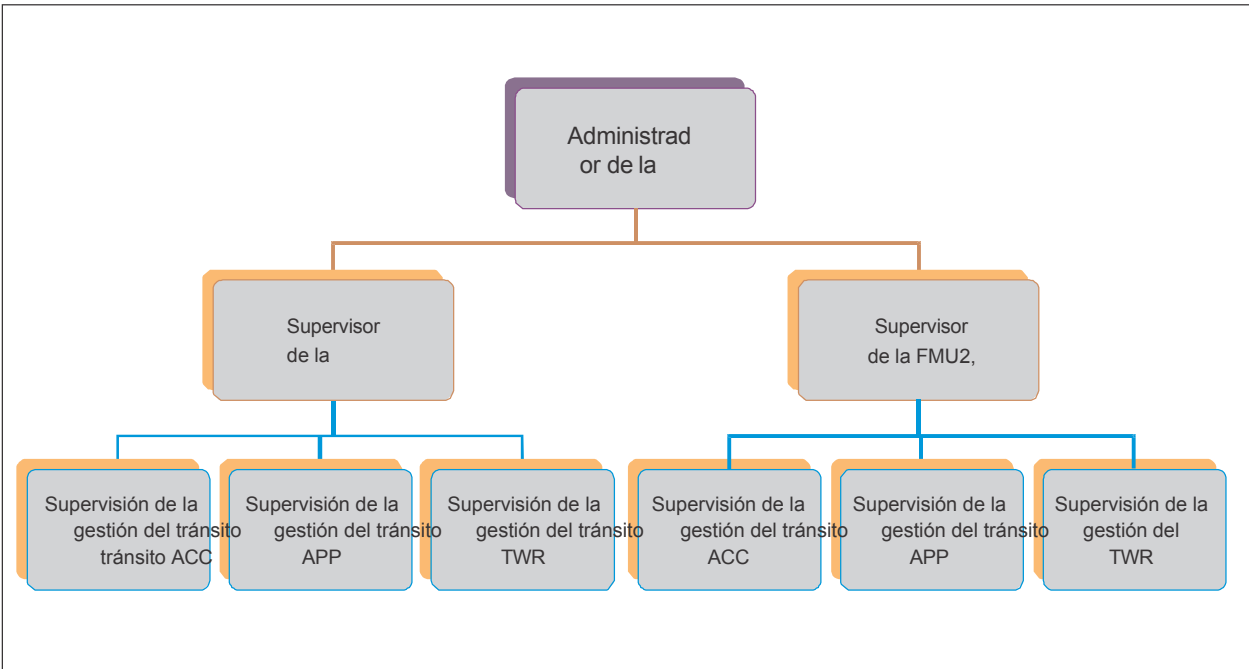 Administrad
or de la
Supervisor
de la
Supervisor
de la FMU2,
Supervisión de la
gestión del tránsito
tránsito ACC
Supervisión de la
gestión del tránsito
APP
Supervisión de la
gestión del tránsito
TWR
Supervisión de la
gestión del tránsito
ACC
Supervisión de la
gestión del tránsito
APP
Supervisión de la
gestión del
TWR